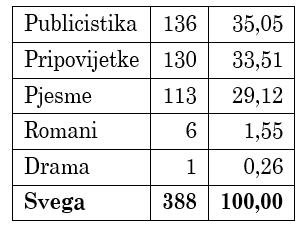 Publicistika 136 35,05
Pripovijetke 130 33,51
Pjesme 113 29,12
Romani 6 1,55
Drama 1 0,26
Svega 388 100,00